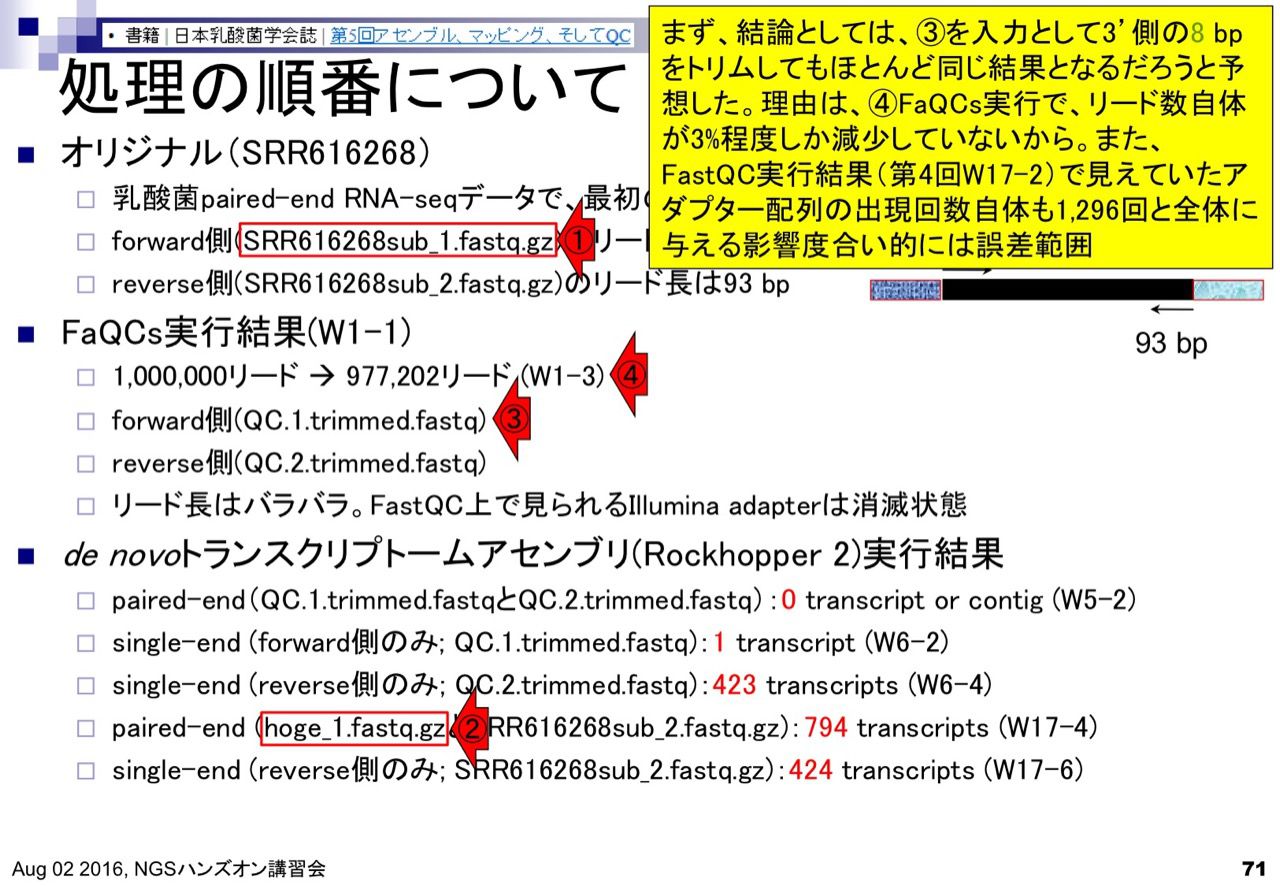 • 書籍 | 日本乳酸菌学会誌 | 第5回アセンブル、マッピング、そしてQC
処理の順番について
まず、結論としては、③を入力として3’側の8 bp
をトリムしてもほとんど同じ結果となるだろうと予
想した。理由は、④FaQCs実行で、リード数自体
が3%程度しか減少していないから。また、
FastQC実行結果（第4回W17-2）で見えていたア
ダプター配列の出現回数自体も1,296回と全体に
与える影響度合い的には誤差範囲
オリジナル（SRR616268）
乳酸菌paired-end RNA-seqデータで、最初の
forward側(SRR616268sub_1.fastq.gz ① リード
reverse側(SRR616268sub_2.fastq.gz)のリード長は93 bp
93 bp
FaQCs実行結果(W1-1)
1,000,000リード → 977,202リード (W1-3) ④
forward側(QC.1.trimmed.fastq) ③
reverse側(QC.2.trimmed.fastq)
リード長はバラバラ。FastQC上で見られるIllumina adapterは消滅状態
de novoトランスクリプトームアセンブリ(Rockhopper 2)実行結果
paired-end（QC.1.trimmed.fastqとQC.2.trimmed.fastq）：0 transcript or contig (W5-2)
single-end (forward側のみ; QC.1.trimmed.fastq)：1 transcript (W6-2)
single-end (reverse側のみ; QC.2.trimmed.fastq)：423 transcripts (W6-4)
paired-end (hoge_1.fastq.gzと ② RR616268sub_2.fastq.gz)：794 transcripts (W17-4)
single-end (reverse側のみ; SRR616268sub_2.fastq.gz)：424 transcripts (W17-6)
Aug 02 2016, NGSハンズオン講習会
71